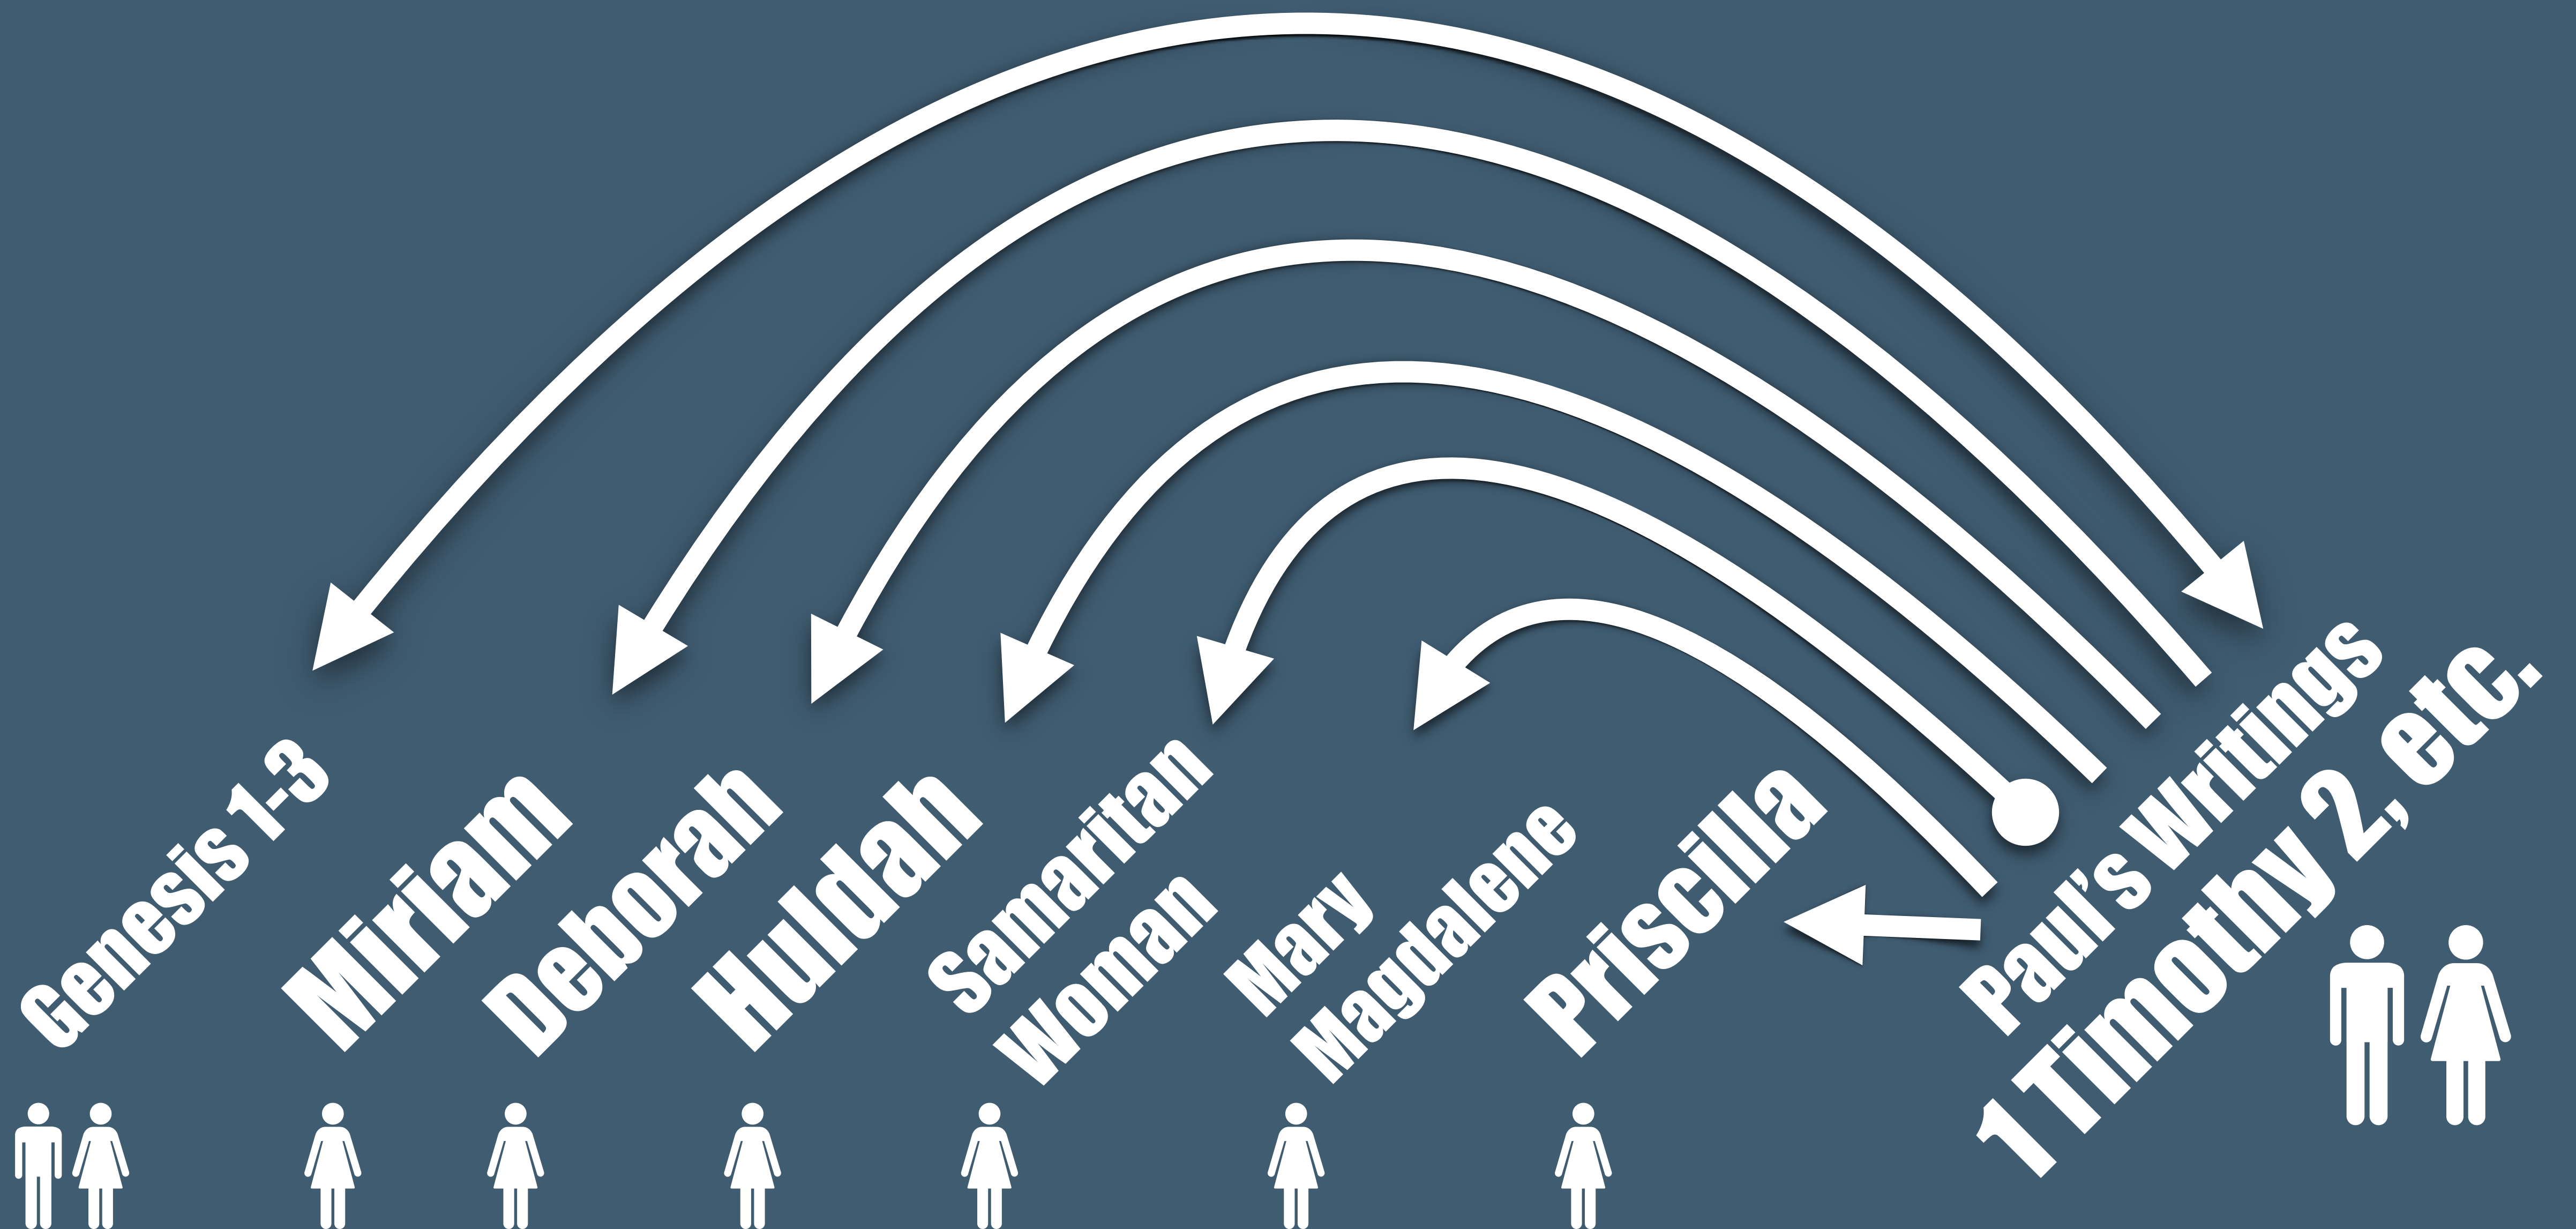 Genesis 1-3
Miriam
Deborah
Huldah
Samaritan
Woman
Mary
Magdalene
Priscilla
Paul's Writings
1 Timothy 2, etc.